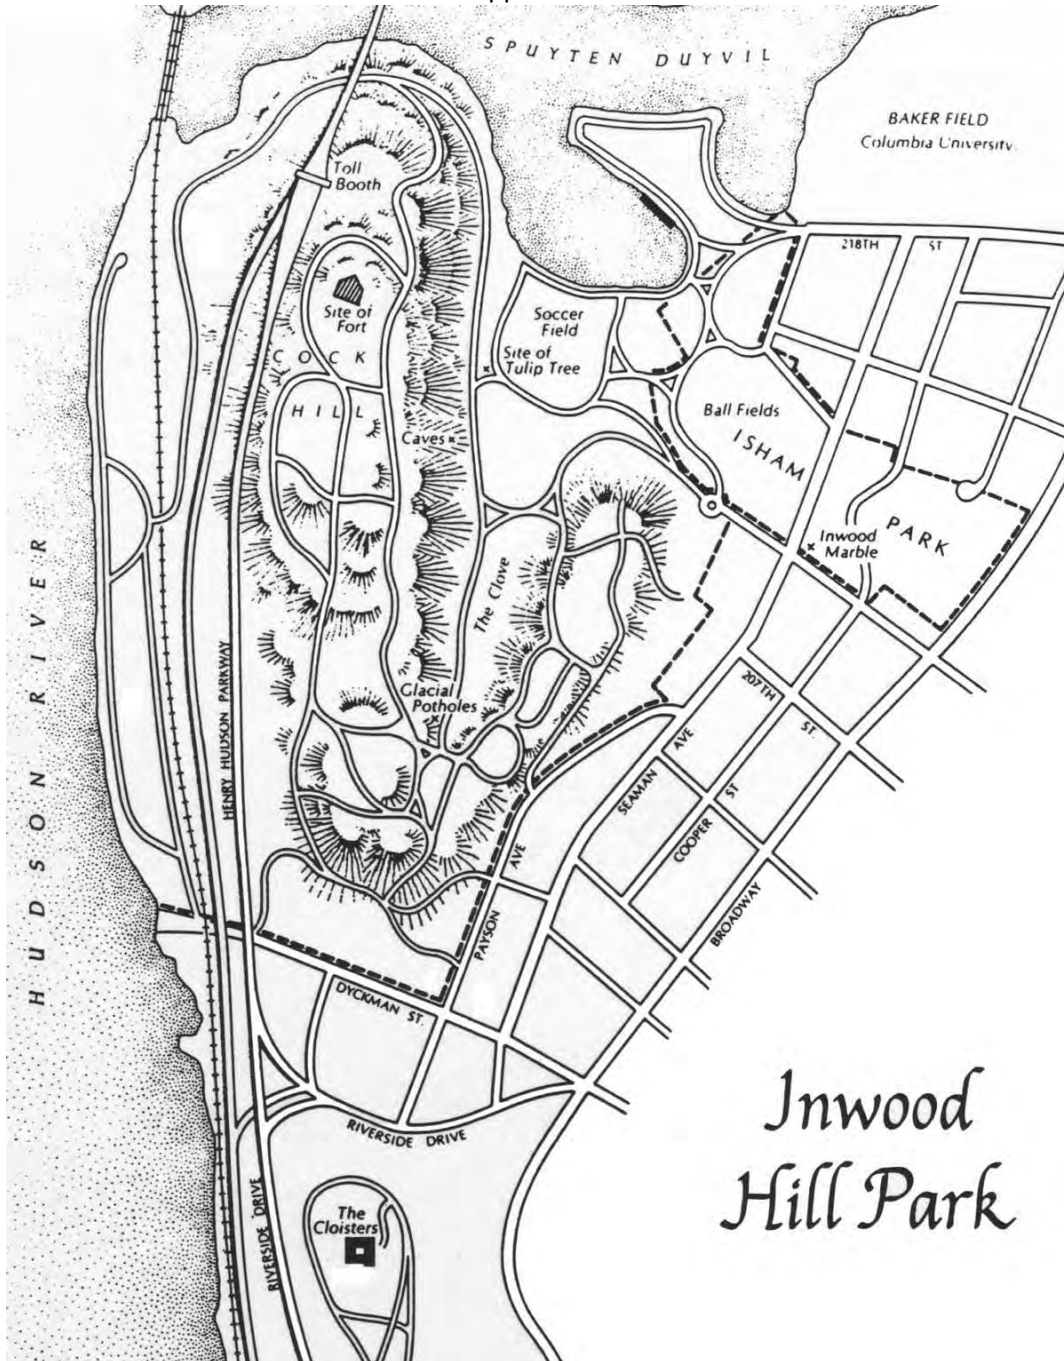 SPUYTEN DUYVIL
BAKER FIELD
Columbia University
Toll
Booth
218TH ST
Site of
Fort
Soccer
Field
Site of
Tulip Tree
COCK
HILL
Ball Fields
Caves
ISHAM
PARK
Inwood
Marble
The Clove
HUDSON RIVER
HENRY HUDSON PARKWAY
Glacial
Potholes
207TH ST.
SEAMAN AVE
COOPER ST
BROADWAY
PAYSON AVE
DYCKMAN ST.
RIVERSIDE DRIVE
RIVERSIDE DRIVE
The
Cloisters
Inwood
Hill Park